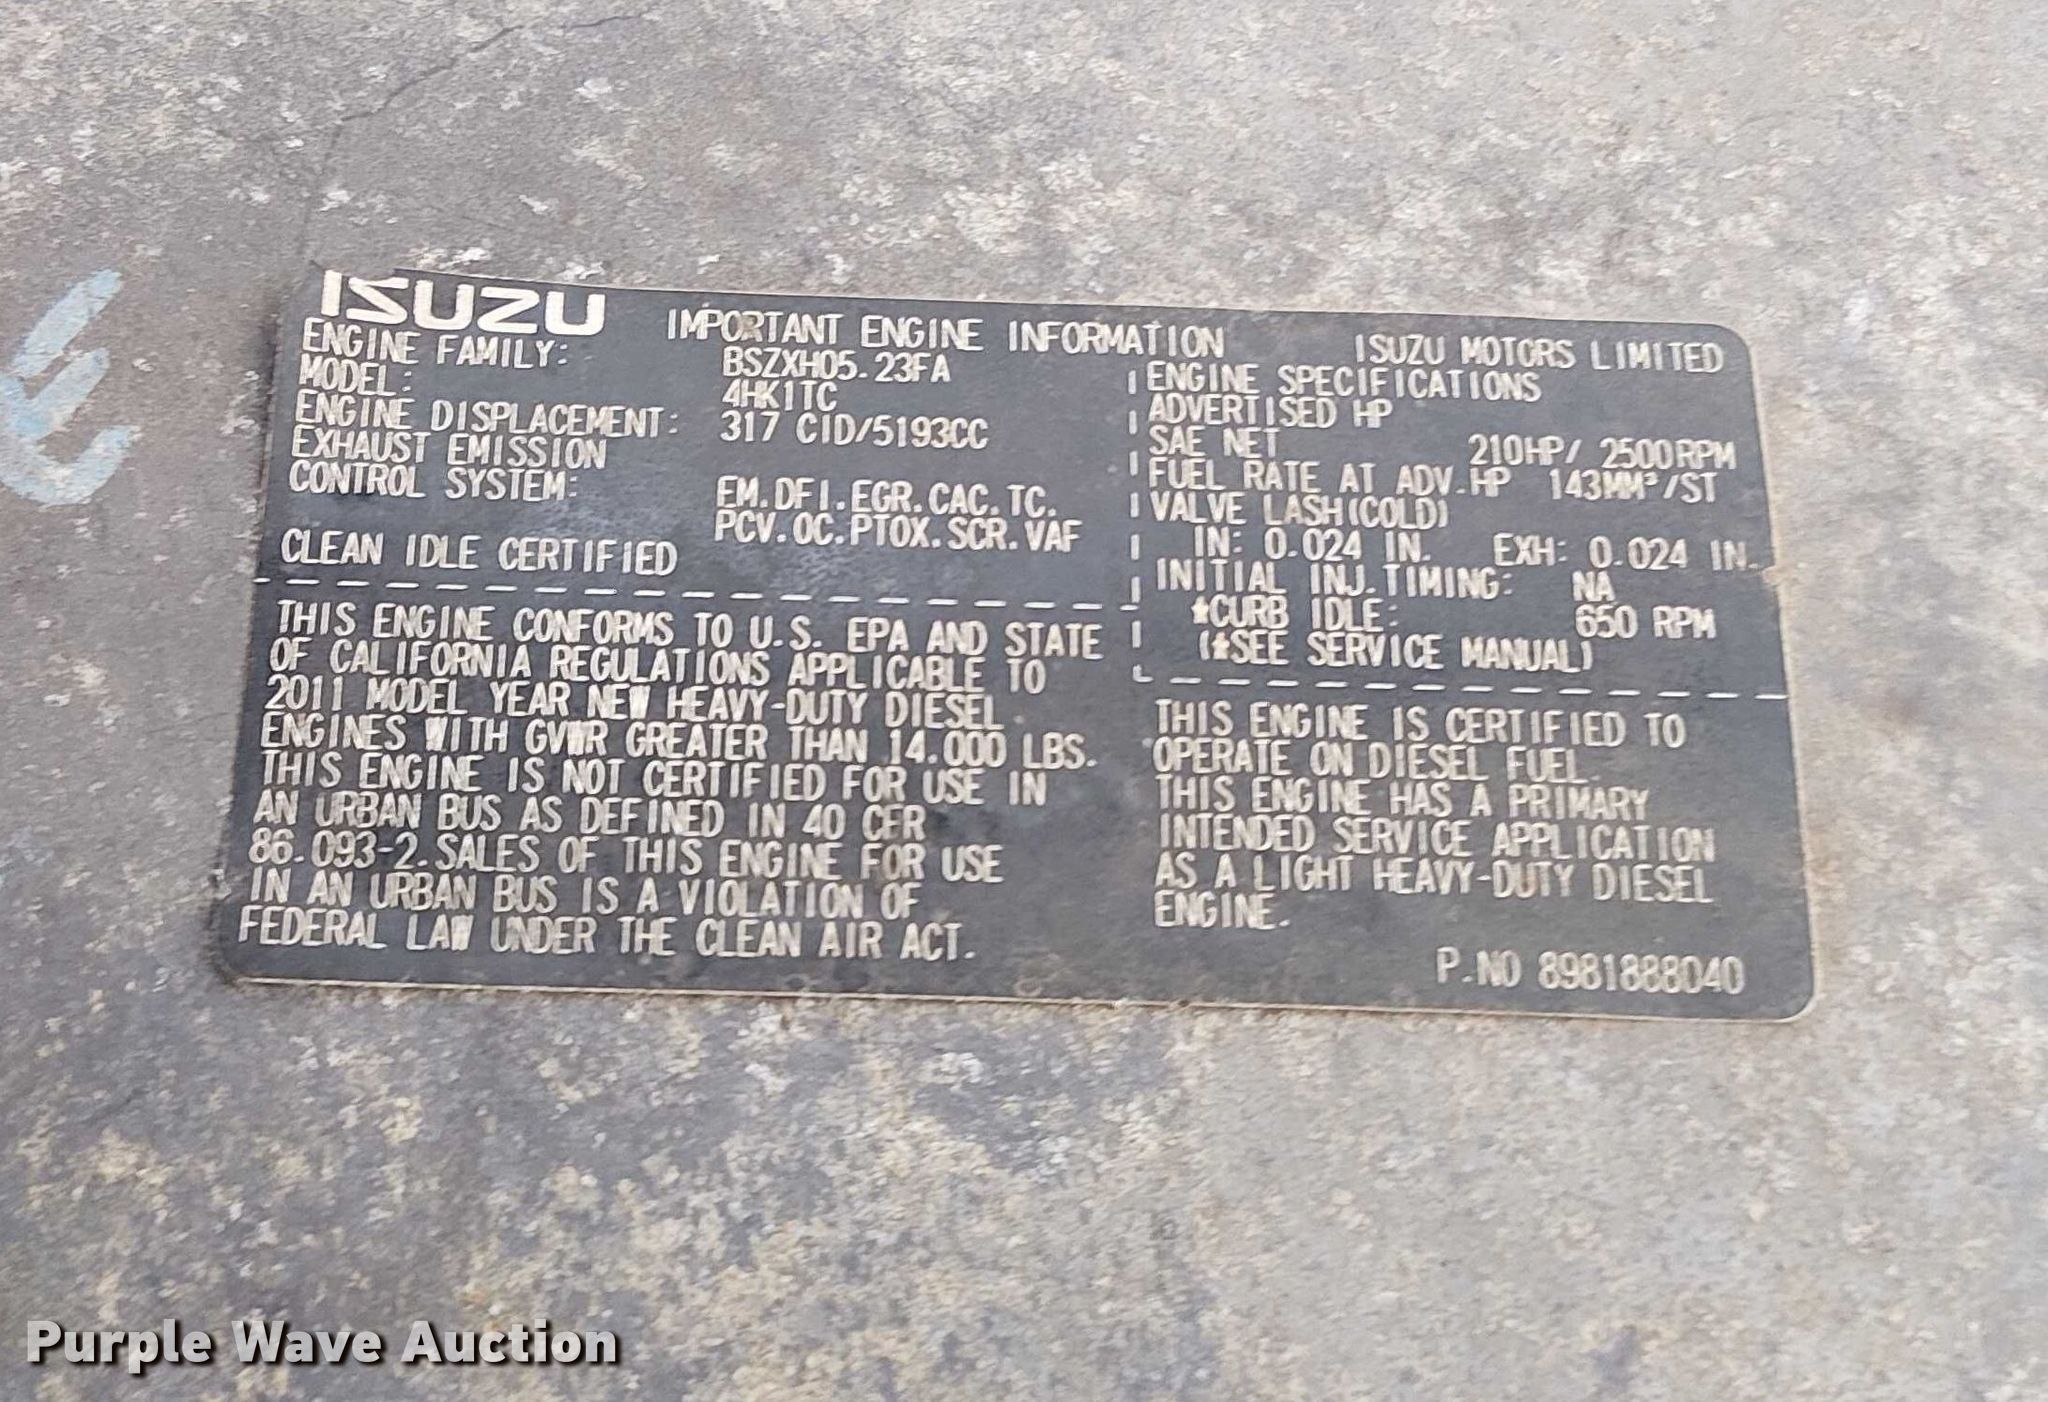 ISUZU IMPORTANT ENGINE INFORMATION ISUZU MOTORS LIMITED
ENGINE FAMILY: BSZXH05.23FA
MODEL: 4HK1TC
ENGINE DISPLACEMENT: 317 CID/5193CC
EXHAUST EMISSION
CONTROL SYSTEM: EM.DFI.EGR.CAC.TC.
PCV.OC.PTOX.SCR.VAF
CLEAN IDLE CERTIFIED
THIS ENGINE CONFORMS TO U.S. EPA AND STATE
OF CALIFORNIA REGULATIONS APPLICABLE TO
2011 MODEL YEAR NEW HEAVY-DUTY DIESEL
ENGINES WITH GVWR GREATER THAN 14.000 LBS.
THIS ENGINE IS NOT CERTIFIED FOR USE IN
AN URBAN BUS AS DEFINED IN 40 CFR
86.093-2.SALES OF THIS ENGINE FOR USE
IN AN URBAN BUS IS A VIOLATION OF
FEDERAL LAW UNDER THE CLEAN AIR ACT.
ENGINE SPECIFICATIONS
ADVERTISED HP
SAE NET 210HP/ 2500RPM
FUEL RATE AT ADV.HP 143MM³/ST
VALVE LASH(COLD)
IN: 0.024 IN. EXH: 0.024 IN.
INITIAL INJ.TIMING: NA
*CURB IDLE: 650 RPM
(*SEE SERVICE MANUAL)
THIS ENGINE IS CERTIFIED TO
OPERATE ON DIESEL FUEL.
THIS ENGINE HAS A PRIMARY
INTENDED SERVICE APPLICATION
AS A LIGHT HEAVY-DUTY DIESEL
ENGINE.
P.NO 8981888040
Purple Wave Auction